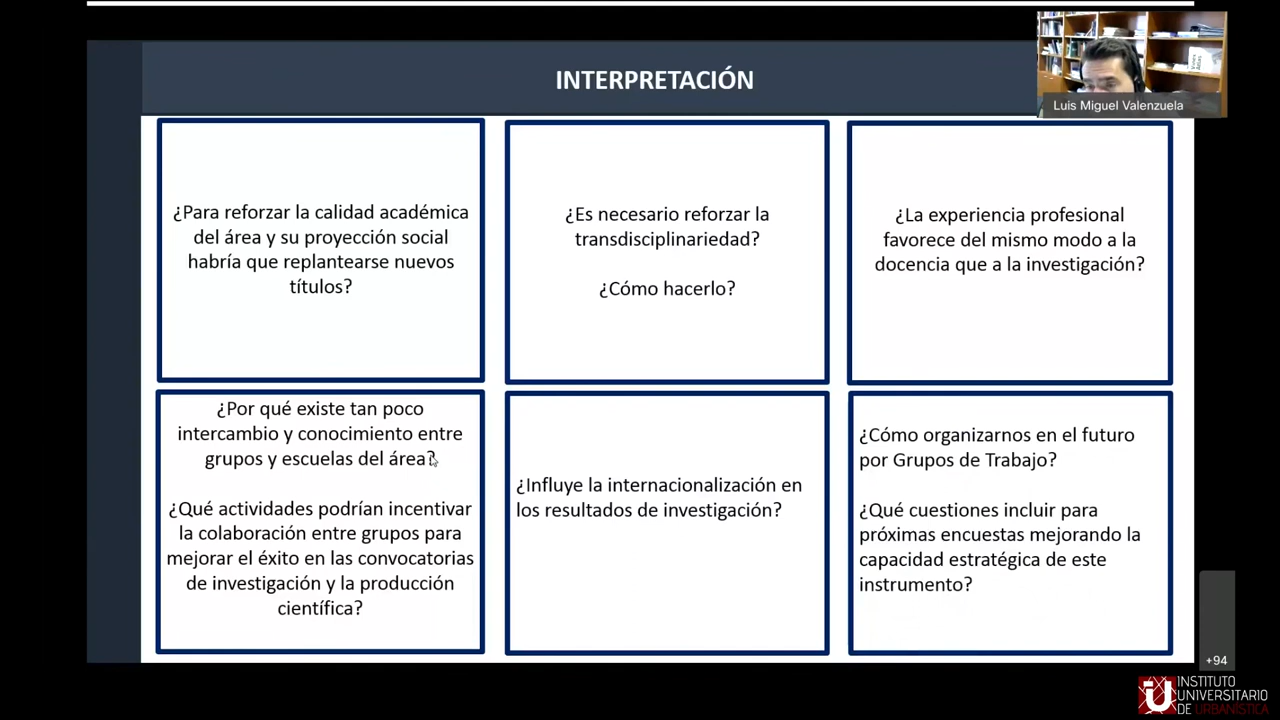 INTERPRETACIÓN
Luis Miguel Valenzuela
¿Para reforzar la calidad académica
del área y su proyección social
habría que replantearse nuevos
títulos?
¿Es necesario reforzar la
transdisciplinariedad?
¿Cómo hacerlo?
¿La experiencia profesional
favorece del mismo modo a la
docencia que a la investigación?
¿Por qué existe tan poco
intercambio y conocimiento entre
grupos y escuelas del área?
¿Qué actividades podrían incentivar
la colaboración entre grupos para
mejorar el éxito en las convocatorias
de investigación y la producción
científica?
¿Influye la internacionalización en
los resultados de investigación?
¿Cómo organizarnos en el futuro
por Grupos de Trabajo?
¿Qué cuestiones incluir para
próximas encuestas mejorando la
capacidad estratégica de este
instrumento?
+94
INSTITUTO
UNIVERSITARIO
DE URBANÍSTICA